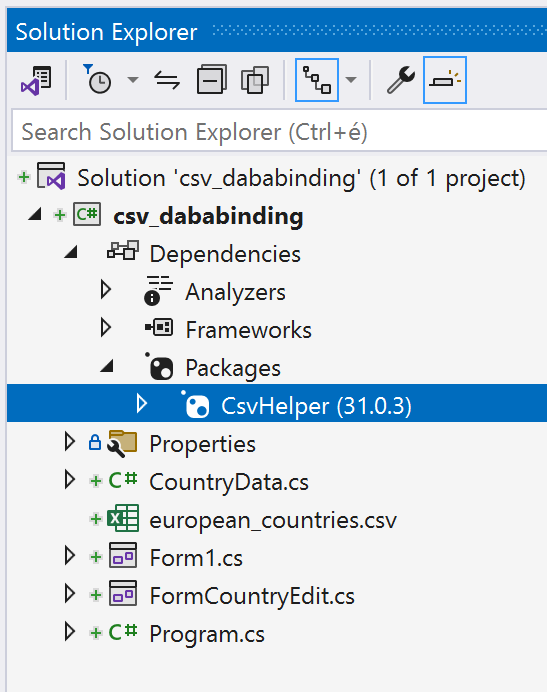 Solution Explorer
Search Solution Explorer (Ctrl+é)
Solution 'csv_dababinding' (1 of 1 project)
C# csv_dababinding
Dependencies
Analyzers
Frameworks
Packages
CsvHelper (31.0.3)
Properties
C# CountryData.cs
european_countries.csv
Form1.cs
FormCountryEdit.cs
C# Program.cs